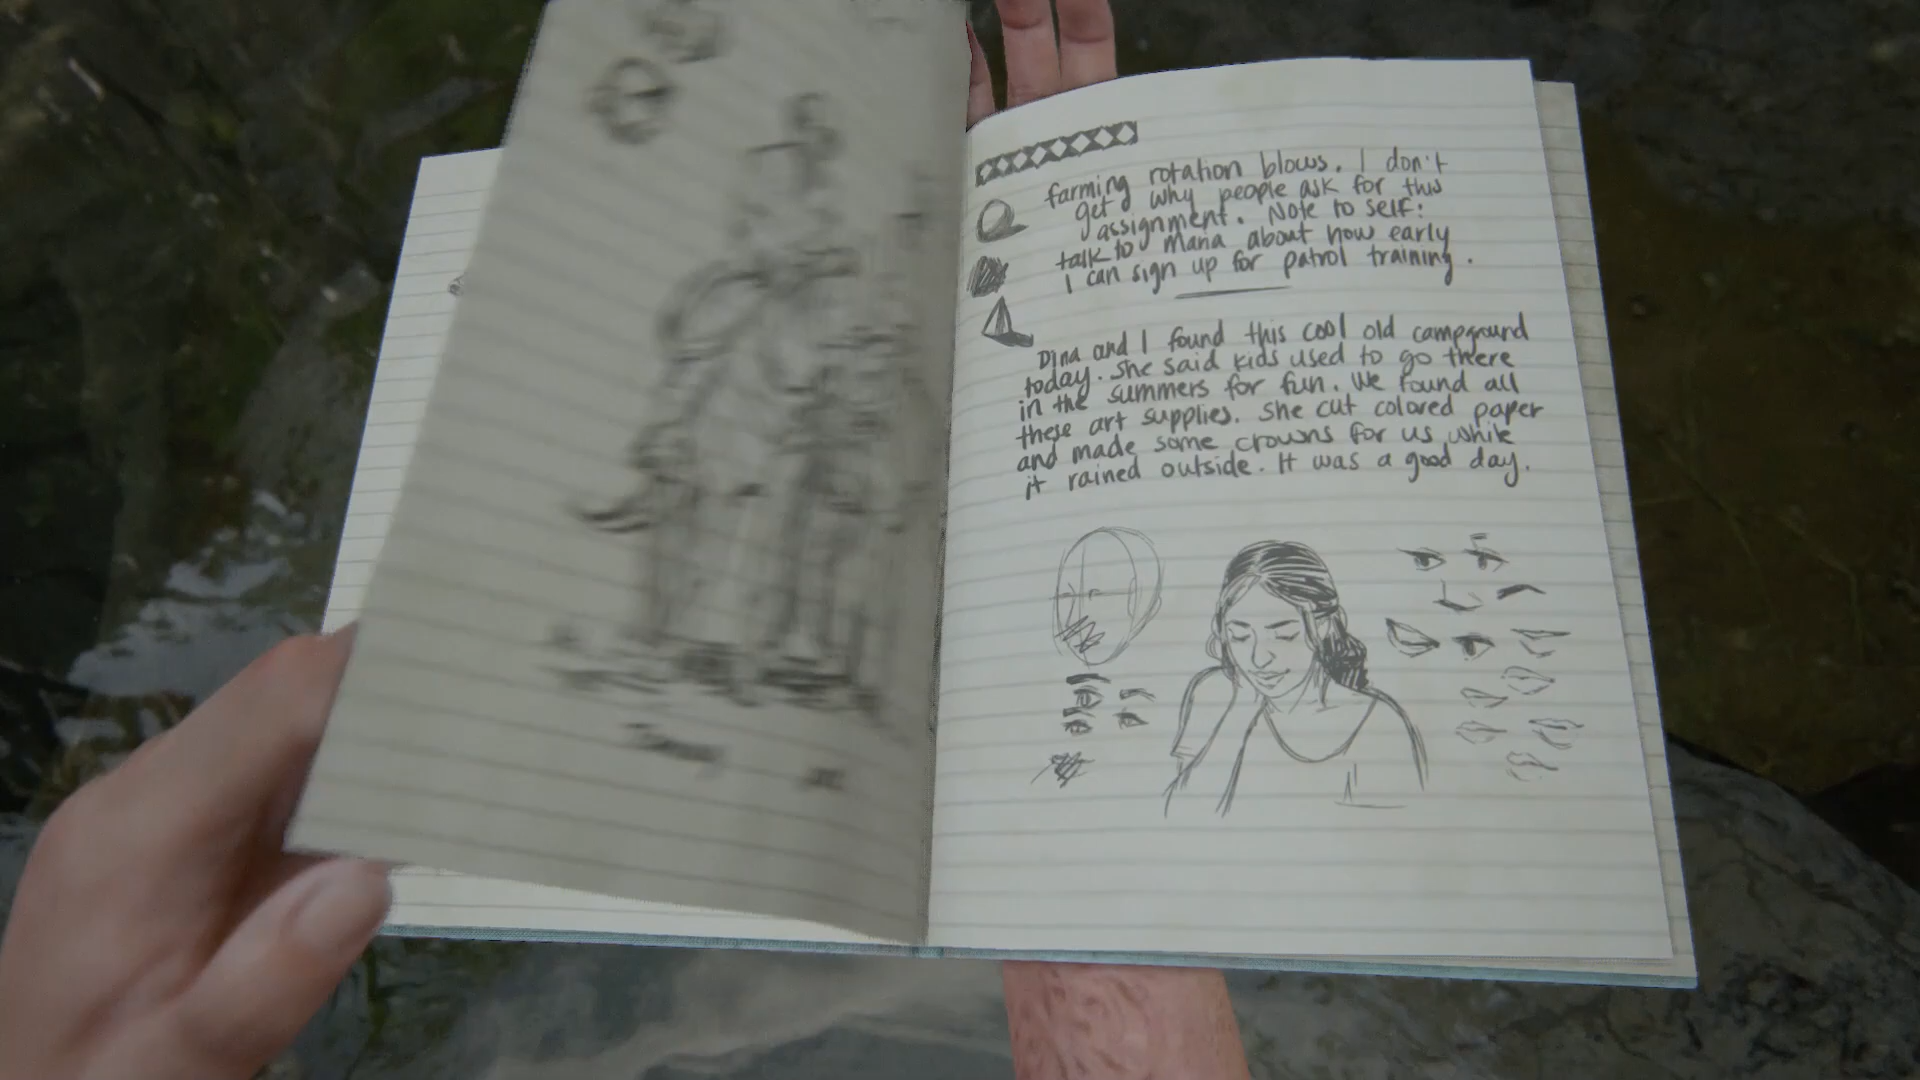 farming rotation blows. I don't
get why people ask for this
assignment. Note to self:
talk to Maria about how early
I can sign up for patrol training.
Dina and I found this cool old campground
today. She said kids used to go there
in the summers for fun. We found all
these art supplies. She cut colored paper
and made some crowns for us while
it rained outside. It was a good day.